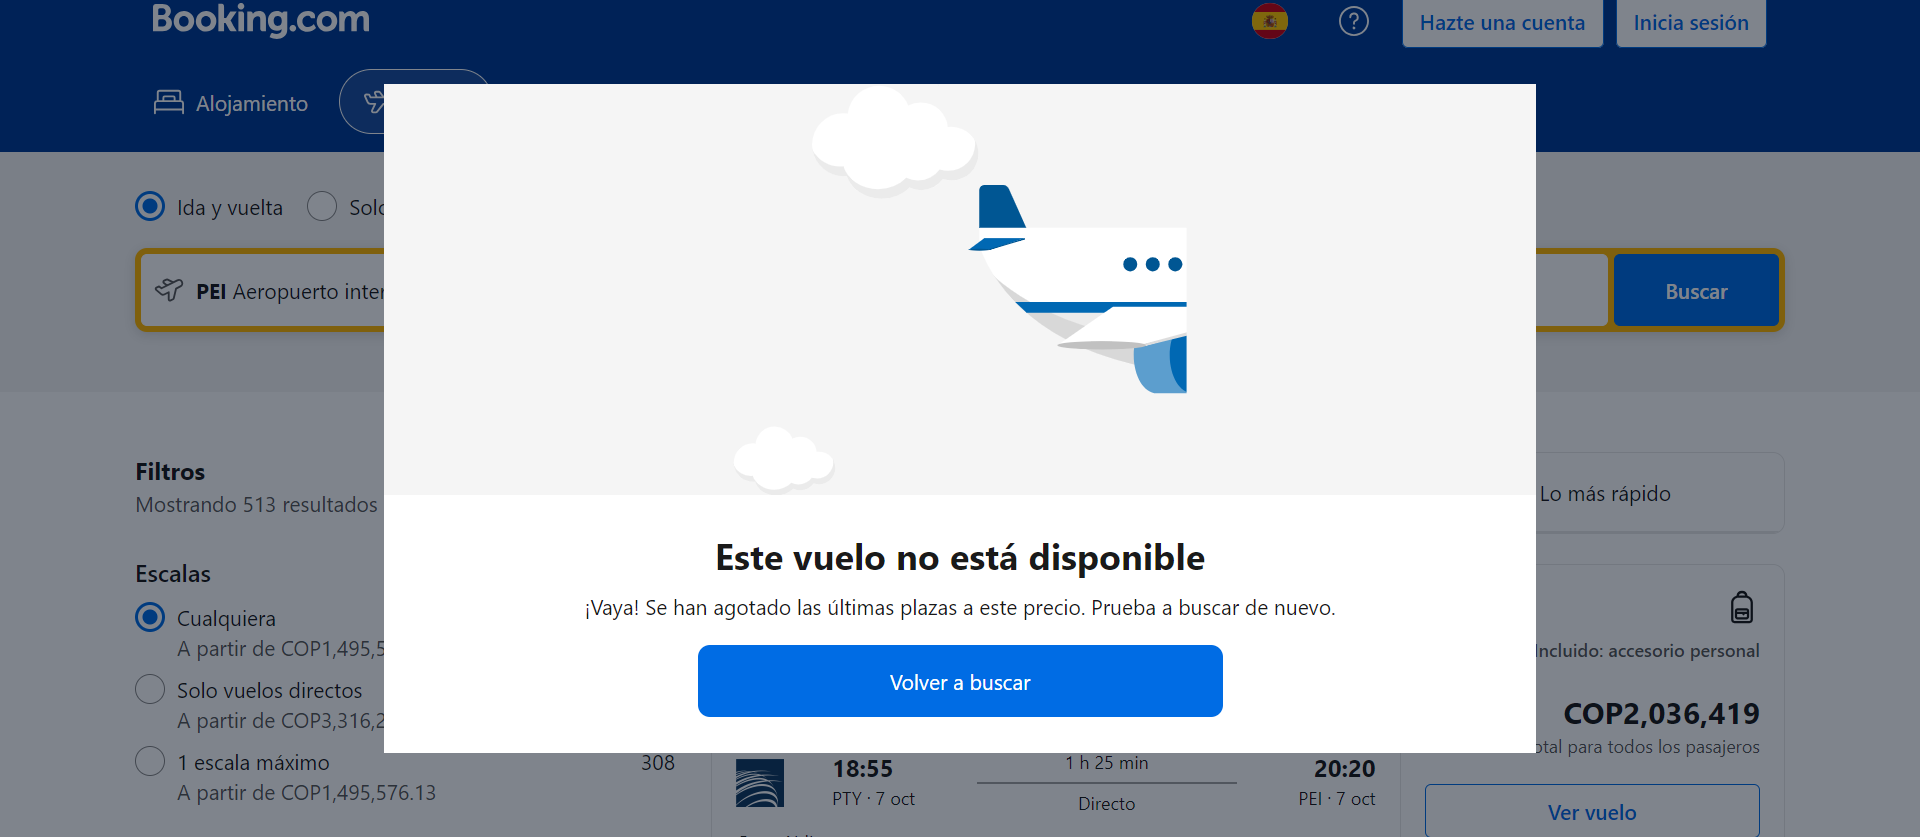 Booking.com
Hazte una cuenta
Inicia sesión
Alojamiento
Ida y vuelta
PEI Aeropuerto
Buscar
Filtros
Mostrando 513 resultados
Lo más rápido
Escalas
Cualquiera
A partir de COP1,495,5
Solo vuelos directos
A partir de COP3,316,2
1 escala máximo 308
A partir de COP1,495,576.13
Este vuelo no está disponible
¡Vaya! Se han agotado las últimas plazas a este precio. Prueba a buscar de nuevo.
Volver a buscar
Incluido: accesorio personal
COP2,036,419
para todos los pasajeros
18:55
1 h 25 min
20:20
PTY · 7 oct
Directo
PEI · 7 oct
Ver vuelo